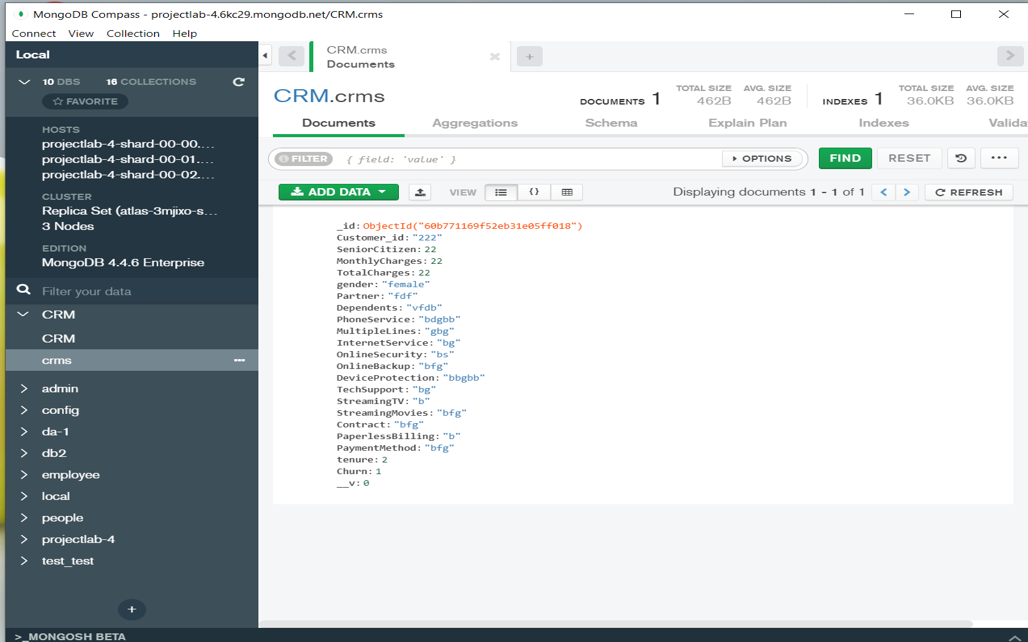 MongoDB Compass - projectlab-4.6kc29.mongodb.net/CRM.crms
Connect View Collection Help
Local
10 DBS 16 COLLECTIONS
☆ FAVORITE
HOSTS
projectlab-4-shard-00-00....
projectlab-4-shard-00-01....
projectlab-4-shard-00-02....
CLUSTER
Replica Set (atlas-3mjixo-s...
3 Nodes
EDITION
MongoDB 4.4.6 Enterprise
Filter your data
CRM
CRM
crms
admin
config
da-1
db2
employee
local
people
projectlab-4
test_test
+
>_MONGOSH BETA
CRM.crms
Documents
+
CRM.crms
DOCUMENTS 1
TOTAL SIZE 462B
AVG. SIZE 462B
INDEXES 1
TOTAL SIZE 36.0KB
AVG. SIZE 36.0KB
Documents Aggregations Schema Explain Plan Indexes Valida
FILTER { field: 'value' } OPTIONS FIND RESET ...
ADD DATA VIEW {} Displaying documents 1 - 1 of 1 < > REFRESH
_id: ObjectId("60b771169f52eb31e05ff018")
Customer_id: "222"
SeniorCitizen: 22
MonthlyCharges: 22
TotalCharges: 22
gender: "female"
Partner: "fdf"
Dependents: "vfdb"
PhoneService: "bdgbb"
MultipleLines: "gbg"
InternetService: "bg"
OnlineSecurity: "bs"
OnlineBackup: "bfg"
DeviceProtection: "bbgbb"
TechSupport: "bg"
StreamingTV: "b"
StreamingMovies: "bfg"
Contract: "bfg"
PaperlessBilling: "b"
PaymentMethod: "bfg"
tenure: 2
Churn: 1
__v: 0